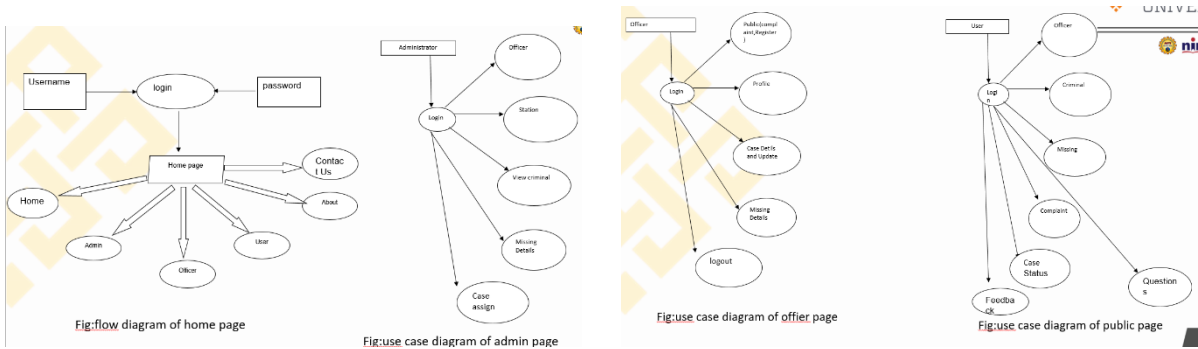 Username
login
password
Home page
Contac
t Us
About
Home
Admin
Officer
User
Fig:flow diagram of home page
Administrator
Officer
Login
Station
View criminal
Missing
Details
Case
assign
Fig:use case diagram of admin page
Officer
Public(compl
aint,Register
)
Login
Profile
Case Detils
and Update
Missing
Details
logout
Fig:use case diagram of offier page
User
Officer
Logi
n
Criminal
Missing
Complaint
Case
Status
Question
s
Feedba
ck
Fig:use case diagram of public page